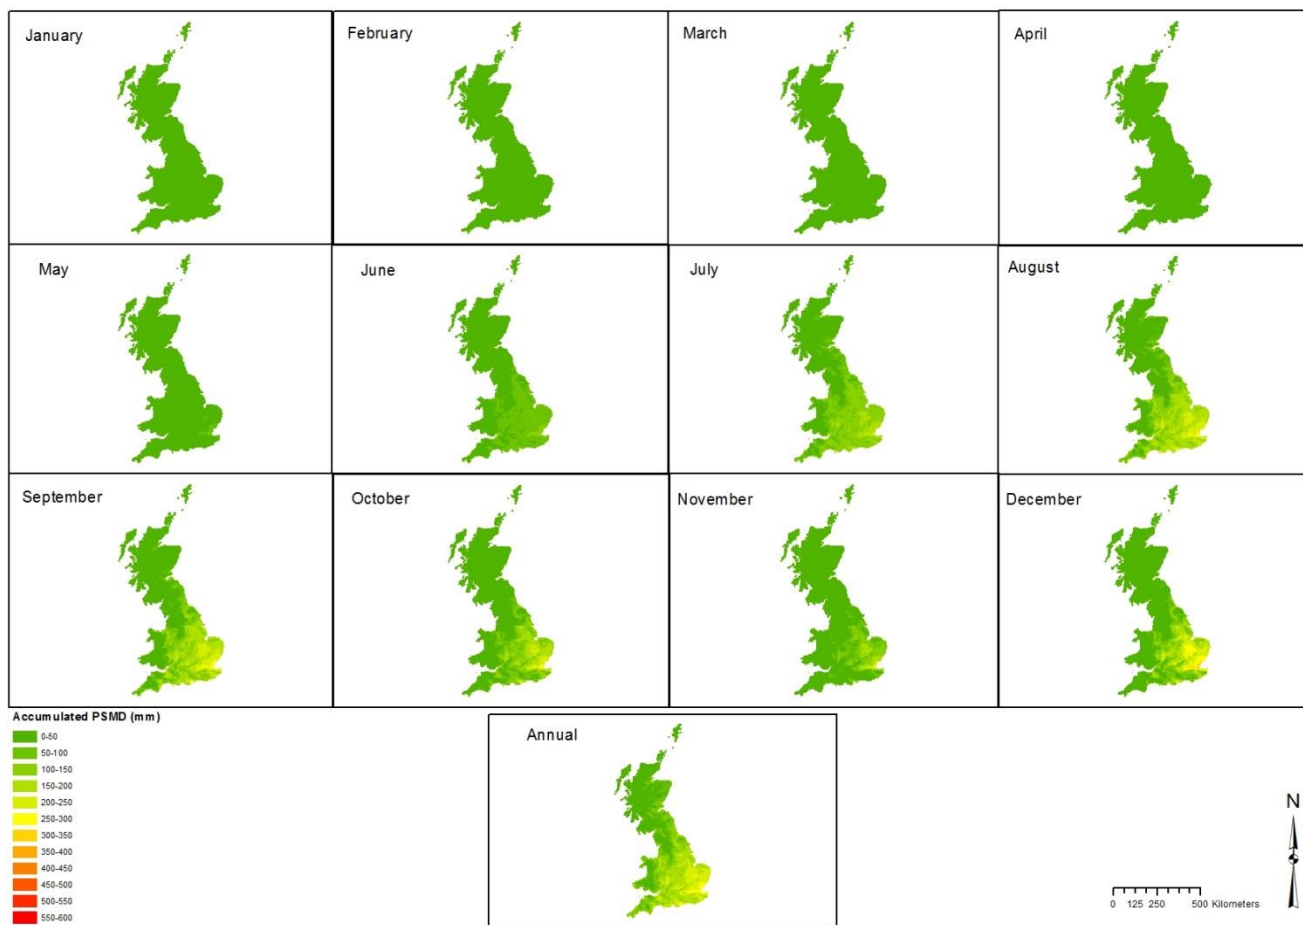 January
February
March
April
May
June
July
August
September
October
November
December
Accumulated PSMD (mm)
0-50
50-100
100-150
150-200
200-250
250-300
300-350
350-400
400-450
450-500
500-550
550-600
Annual
N
0 125 250 500 Kilometers